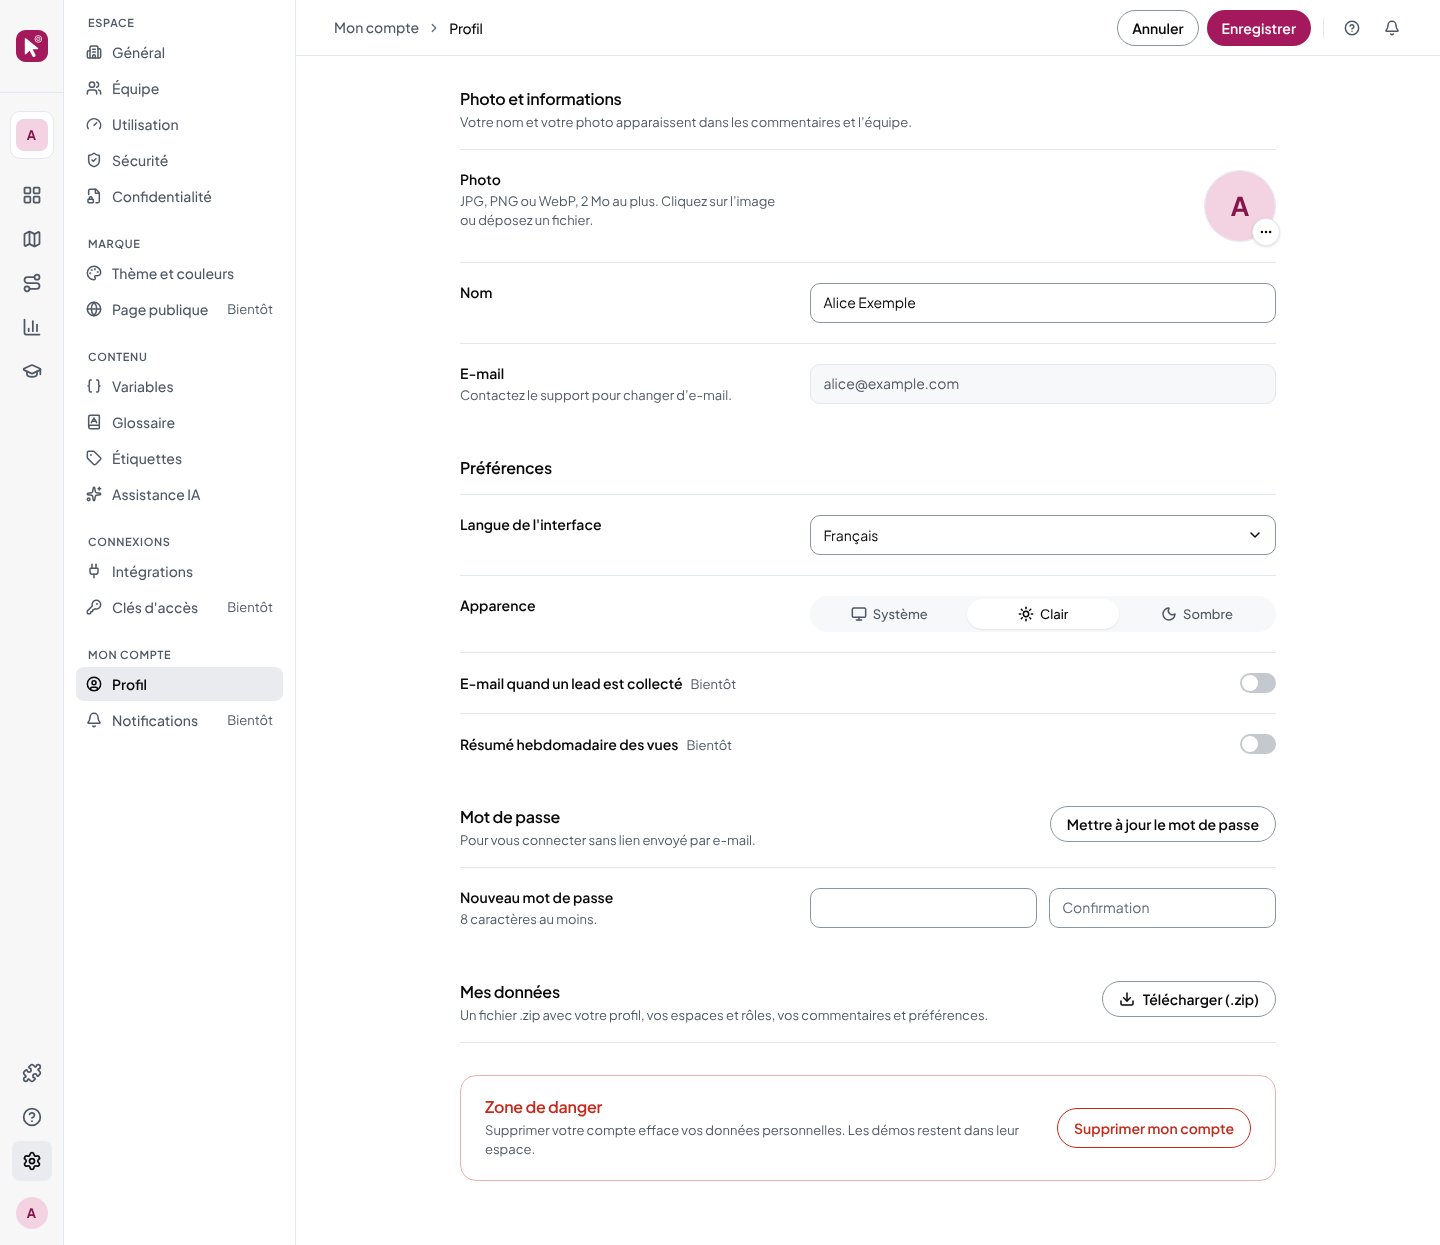 ESPACE
Général
Équipe
Utilisation
Sécurité
Confidentialité
MARQUE
Thème et couleurs
Page publique Bientôt
CONTENU
Variables
Glossaire
Étiquettes
Assistance IA
CONNEXIONS
Intégrations
Clés d'accès Bientôt
MON COMPTE
Profil
Notifications Bientôt
A
A
Mon compte > Profil
Annuler
Enregistrer
Photo et informations
Votre nom et votre photo apparaissent dans les commentaires et l'équipe.
Photo
JPG, PNG ou WebP, 2 Mo au plus. Cliquez sur l'image
ou déposez un fichier.
A
Nom
Alice Exemple
E-mail
Contactez le support pour changer d'e-mail.
alice@example.com
Préférences
Langue de l'interface
Français
Apparence
Système
Clair
Sombre
E-mail quand un lead est collecté Bientôt
Résumé hebdomadaire des vues Bientôt
Mot de passe
Pour vous connecter sans lien envoyé par e-mail.
Mettre à jour le mot de passe
Nouveau mot de passe
8 caractères au moins.
Confirmation
Mes données
Un fichier .zip avec votre profil, vos espaces et rôles, vos commentaires et préférences.
Télécharger (.zip)
Zone de danger
Supprimer votre compte efface vos données personnelles. Les démos restent dans leur
espace.
Supprimer mon compte